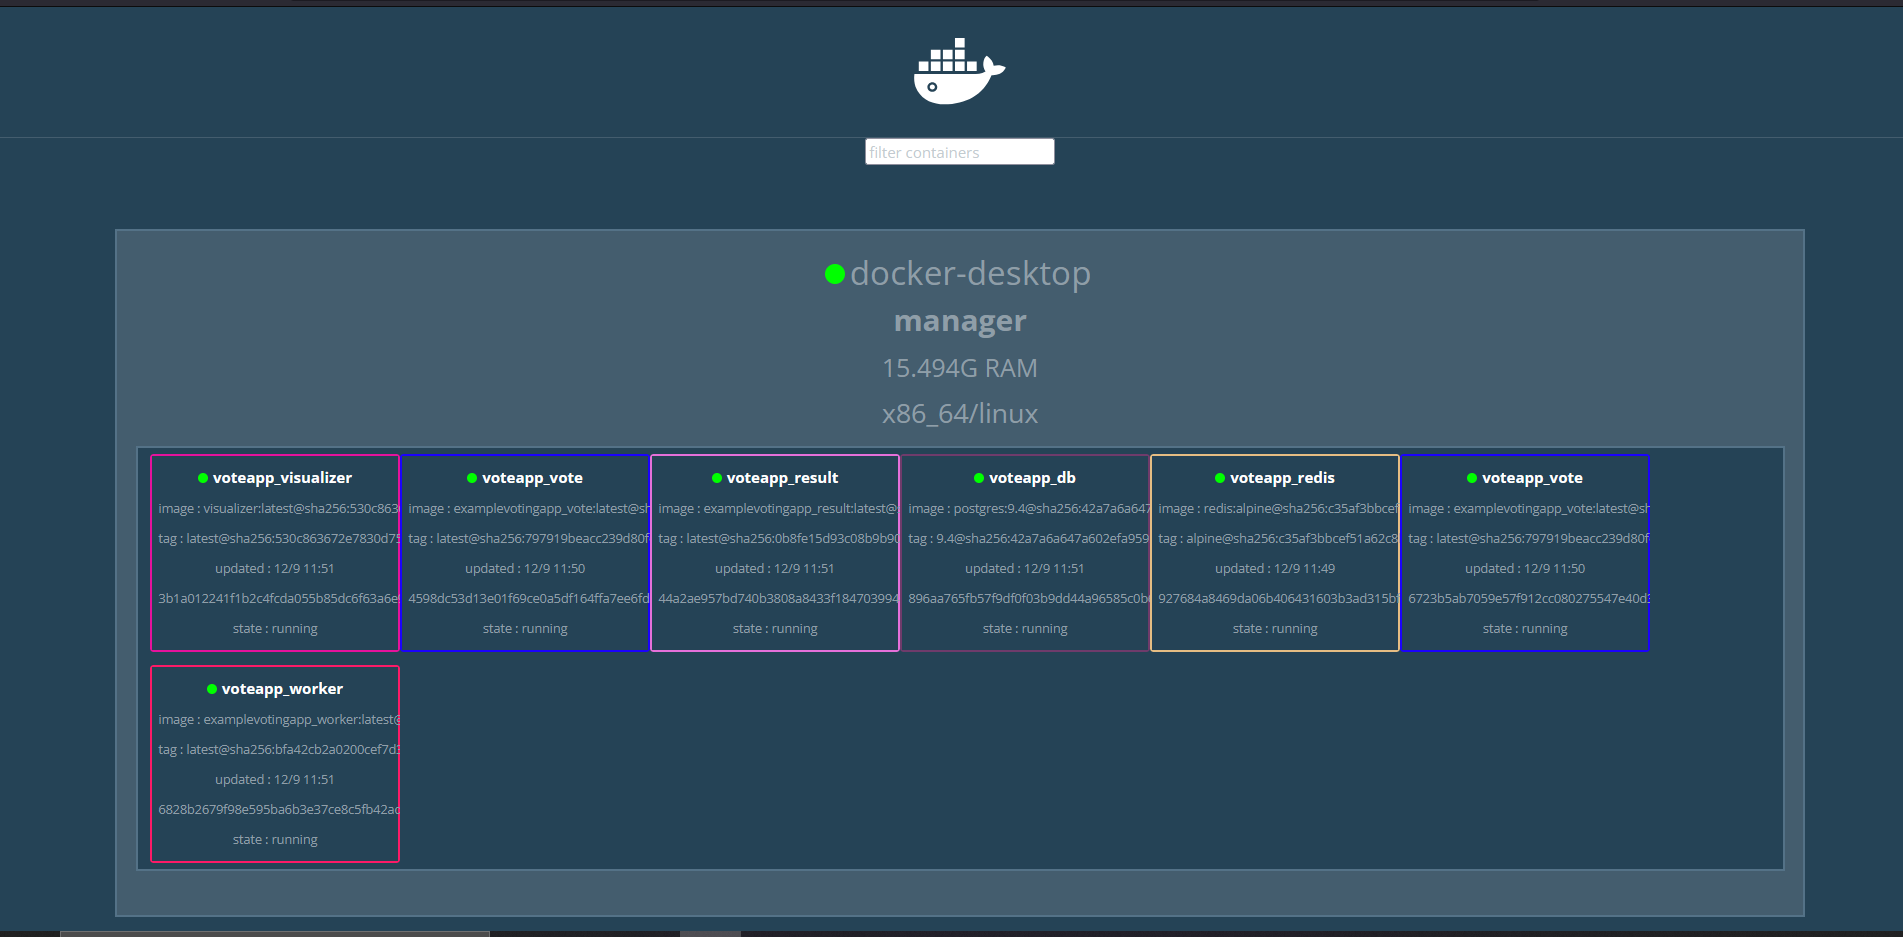 filter containers
docker-desktop
manager
15.494G RAM
x86_64/linux
voteapp_visualizer
image : visualizer:latest@sha256:530c863
tag : latest@sha256:530c863672e7830d75
updated : 12/9 11:51
3b1a012241f1b2c4fcda055b85dc6f63a6e
state : running
voteapp_vote
image : examplevotingapp_vote:latest@sh
tag : latest@sha256:797919beacc239d80f
updated : 12/9 11:50
4598dc53d13e01f69ce0a5df164ffa7ee6fd
state : running
voteapp_result
image : examplevotingapp_result:latest@
tag : latest@sha256:0b8fe15d93c08b9b90
updated : 12/9 11:51
44a2ae957bd740b3808a8433f184703994
state : running
voteapp_db
image : postgres:9.4@sha256:42a7a6a647
tag : 9.4@sha256:42a7a6a647a602efa959
updated : 12/9 11:51
896aa765fb57f9df0f03b9dd44a96585c0b
state : running
voteapp_redis
image : redis:alpine@sha256:c35af3bbcef
tag : alpine@sha256:c35af3bbcef51a62c8
updated : 12/9 11:49
927684a8469da06b406431603b3ad315b
state : running
voteapp_vote
image : examplevotingapp_vote:latest@sh
tag : latest@sha256:797919beacc239d80f
updated : 12/9 11:50
6723b5ab7059e57f912cc080275547e40d3
state : running
voteapp_worker
image : examplevotingapp_worker:latest@
tag : latest@sha256:bfa42cb2a0200cef7d3
updated : 12/9 11:51
6828b2679f98e595ba6b3e37ce8c5fb42ac
state : running